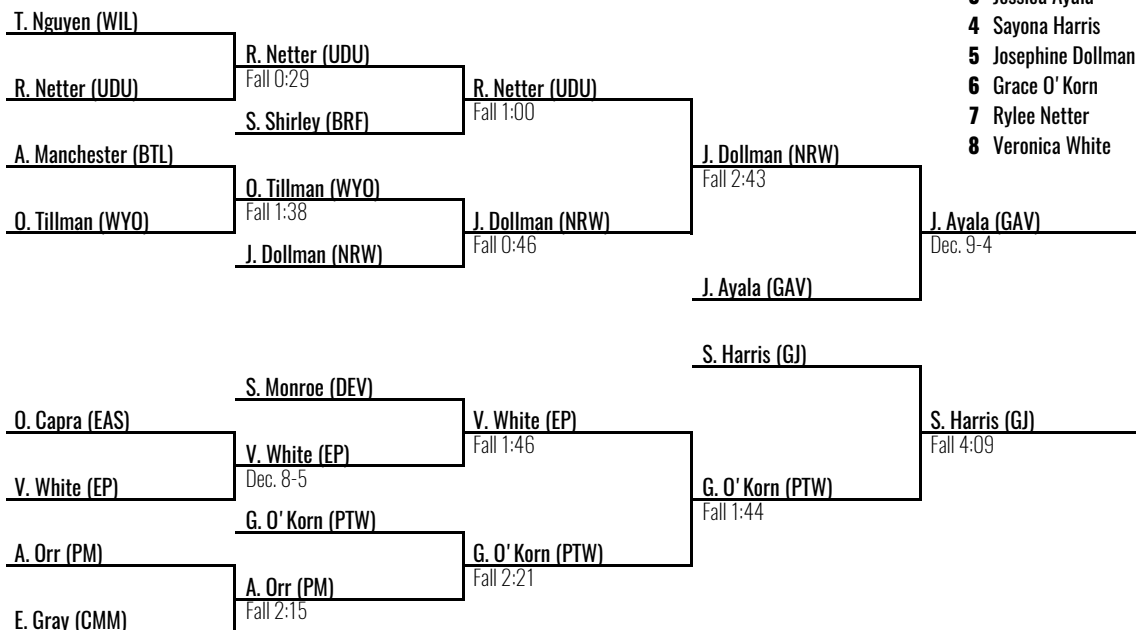 3 Jessica Ayala
T. Nguyen (WIL)
4 Sayona Harris
R. Netter (UDU)
5 Josephine Dollman
Fall 0:29
R. Netter (UDU)
R. Netter (UDU)
6 Grace O'Korn
Fall 1:00
S. Shirley (BRF)
7 Rylee Netter
A. Manchester (BTL)
J. Dollman (NRW)
8 Veronica White
Fall 2:43
O. Tillman (WYO)
Fall 1:38
O. Tillman (WYO)
J. Dollman (NRW)
J. Ayala (GAV)
Fall 0:46
Dec. 9-4
J. Dollman (NRW)
J. Ayala (GAV)
S. Harris (GJ)
S. Monroe (DEV)
O. Capra (EAS)
V. White (EP)
S. Harris (GJ)
Fall 1:46
Fall 4:09
V. White (EP)
Dec. 8-5
V. White (EP)
G. O'Korn (PTW)
Fall 1:44
G. O'Korn (PTW)
A. Orr (PM)
G. O'Korn (PTW)
Fall 2:21
A. Orr (PM)
Fall 2:15
E. Gray (CMM)